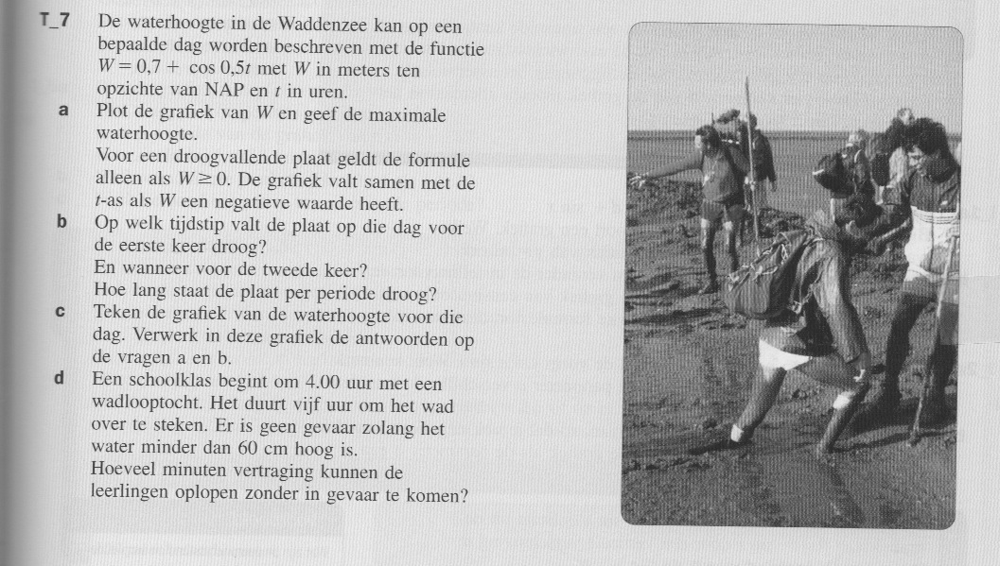 T_7 De waterhoogte in de Waddenzee kan op een
bepaalde dag worden beschreven met de functie
W = 0,7 + cos 0,5t met W in meters ten
opzichte van NAP en t in uren.
a Plot de grafiek van W en geef de maximale
waterhoogte.
Voor een droogvallende plaat geldt de formule
alleen als W ≥ 0. De grafiek valt samen met de
t-as als W een negatieve waarde heeft.
b Op welk tijdstip valt de plaat op die dag voor
de eerste keer droog?
En wanneer voor de tweede keer?
Hoe lang staat de plaat per periode droog?
c Teken de grafiek van de waterhoogte voor die
dag. Verwerk in deze grafiek de antwoorden op
de vragen a en b.
d Een schoolklas begint om 4.00 uur met een
wadlooptocht. Het duurt vijf uur om het wad
over te steken. Er is geen gevaar zolang het
water minder dan 60 cm hoog is.
Hoeveel minuten vertraging kunnen de
leerlingen oplopen zonder in gevaar te komen?